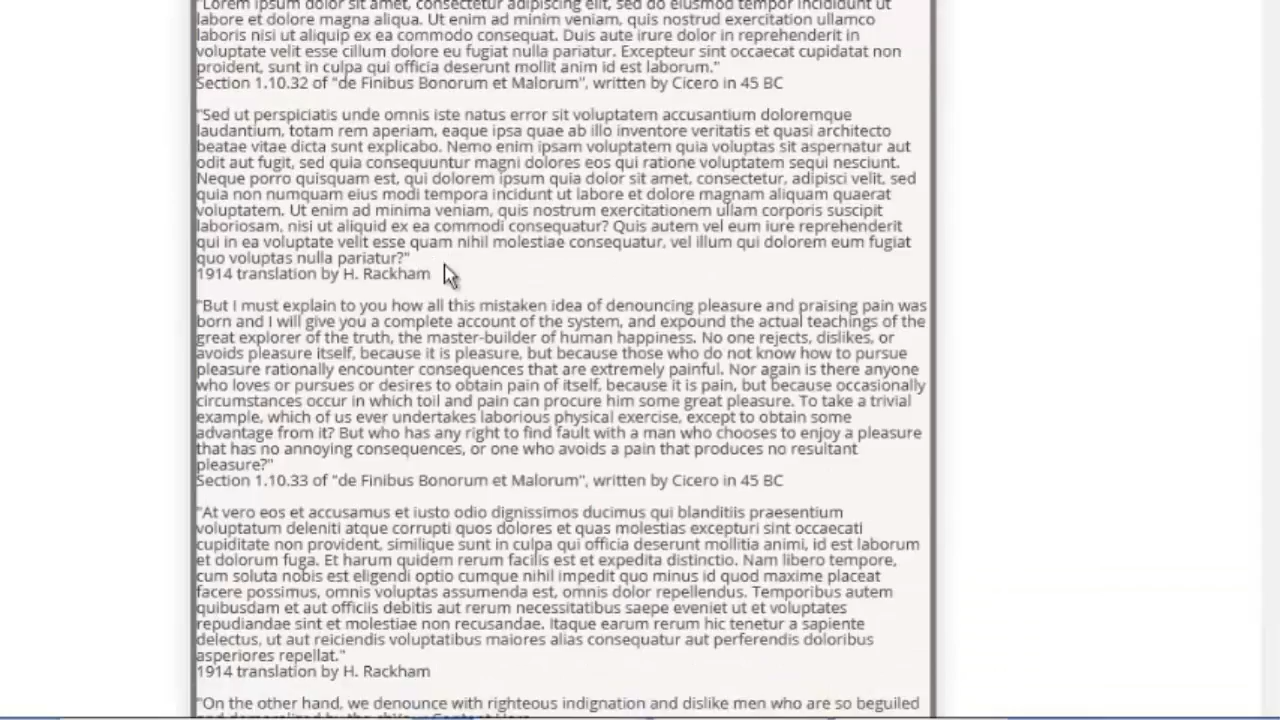 "Lorem ipsum dolor sit amet, consectetur adipiscing elit, sed do eiusmod tempor incididunt ut
labore et dolore magna aliqua. Ut enim ad minim veniam, quis nostrud exercitation ullamco
laboris nisi ut aliquip ex ea commodo consequat. Duis aute irure dolor in reprehenderit in
voluptate velit esse cillum dolore eu fugiat nulla pariatur. Excepteur sint occaecat cupidatat non
proident, sunt in culpa qui officia deserunt mollit anim id est laborum."
Section 1.10.32 of "de Finibus Bonorum et Malorum", written by Cicero in 45 BC
"Sed ut perspiciatis unde omnis iste natus error sit voluptatem accusantium doloremque
laudantium, totam rem aperiam, eaque ipsa quae ab illo inventore veritatis et quasi architecto
beatae vitae dicta sunt explicabo. Nemo enim ipsam voluptatem quia voluptas sit aspernatur aut
odit aut fugit, sed quia consequuntur magni dolores eos qui ratione voluptatem sequi nesciunt.
Neque porro quisquam est, qui dolorem ipsum quia dolor sit amet, consectetur, adipisci velit, sed
quia non numquam eius modi tempora incidunt ut labore et dolore magnam aliquam quaerat
voluptatem. Ut enim ad minima veniam, quis nostrum exercitationem ullam corporis suscipit
laboriosam, nisi ut aliquid ex ea commodi consequatur? Quis autem vel eum iure reprehenderit
qui in ea voluptate velit esse quam nihil molestiae consequatur, vel illum qui dolorem eum fugiat
quo voluptas nulla pariatur?"
1914 translation by H. Rackham
"But I must explain to you how all this mistaken idea of denouncing pleasure and praising pain was
born and I will give you a complete account of the system, and expound the actual teachings of the
great explorer of the truth, the master-builder of human happiness. No one rejects, dislikes, or
avoids pleasure itself, because it is pleasure, but because those who do not know how to pursue
pleasure rationally encounter consequences that are extremely painful. Nor again is there anyone
who loves or pursues or desires to obtain pain of itself, because it is pain, but because occasionally
circumstances occur in which toil and pain can procure him some great pleasure. To take a trivial
example, which of us ever undertakes laborious physical exercise, except to obtain some
advantage from it? But who has any right to find fault with a man who chooses to enjoy a pleasure
that has no annoying consequences, or one who avoids a pain that produces no resultant
pleasure?"
Section 1.10.33 of "de Finibus Bonorum et Malorum", written by Cicero in 45 BC
"At vero eos et accusamus et iusto odio dignissimos ducimus qui blanditiis praesentium
voluptatum deleniti atque corrupti quos dolores et quas molestias excepturi sint occaecati
cupiditate non provident, similique sunt in culpa qui officia deserunt mollitia animi, id est laborum
et dolorum fuga. Et harum quidem rerum facilis est et expedita distinctio. Nam libero tempore,
cum soluta nobis est eligendi optio cumque nihil impedit quo minus id quod maxime placeat
facere possimus, omnis voluptas assumenda est, omnis dolor repellendus. Temporibus autem
quibusdam et aut officiis debitis aut rerum necessitatibus saepe eveniet ut et voluptates
repudiandae sint et molestiae non recusandae. Itaque earum rerum hic tenetur a sapiente
delectus, ut aut reiciendis voluptatibus maiores alias consequatur aut perferendis doloribus
asperiores repellat."
1914 translation by H. Rackham
"On the other hand, we denounce with righteous indignation and dislike men who are so beguiled